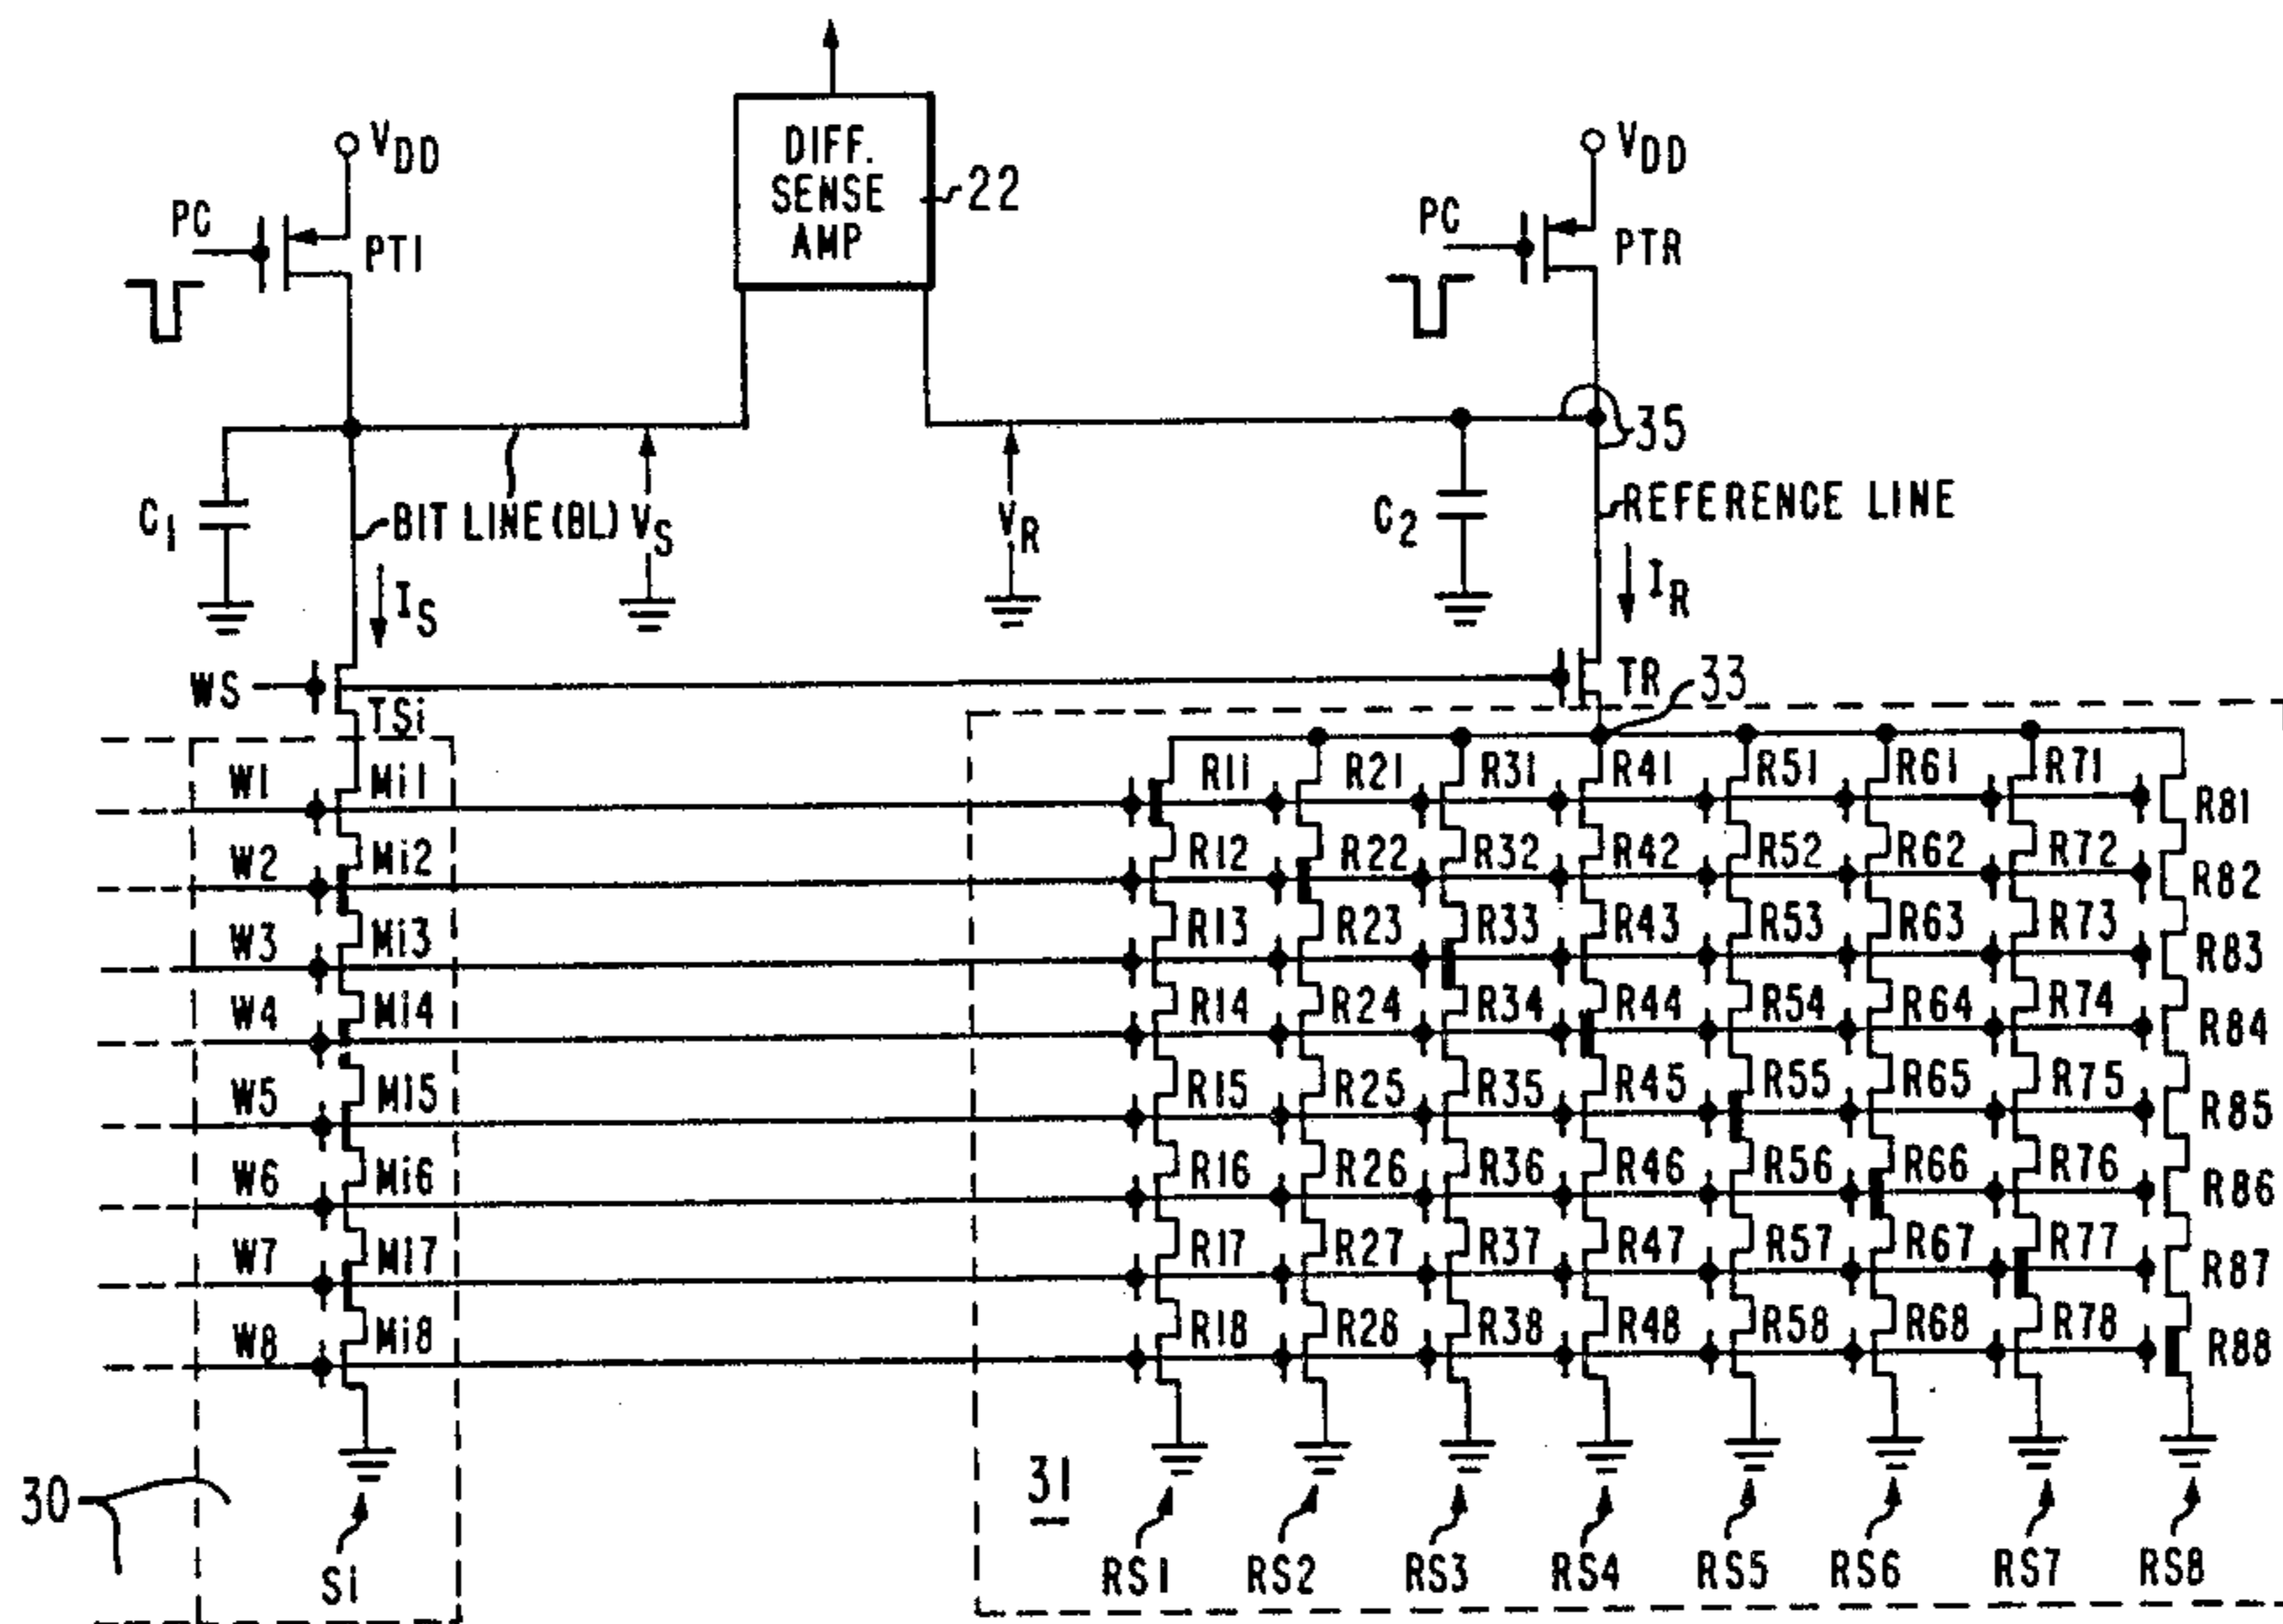 DIFF.
SENSE
AMP
22
VDD
PC
PT1
VDD
PC
PTR
35
C1
BIT LINE (BL)
VS
VR
C2
REFERENCE LINE
IS
IR
WS
TSi
TR
33
W1 Mi1 R11 R21 R31 R41 R51 R61 R71 R81
W2 Mi2 R12 R22 R32 R42 R52 R62 R72 R82
W3 Mi3 R13 R23 R33 R43 R53 R63 R73 R83
W4 Mi4 R14 R24 R34 R44 R54 R64 R74 R84
W5 Mi5 R15 R25 R35 R45 R55 R65 R75 R85
W6 Mi6 R16 R26 R36 R46 R56 R66 R76 R86
W7 Mi7 R17 R27 R37 R47 R57 R67 R77 R87
W8 Mi8 R18 R28 R38 R48 R58 R68 R78 R88
30
31
Si
RS1 RS2 RS3 RS4 RS5 RS6 RS7 RS8